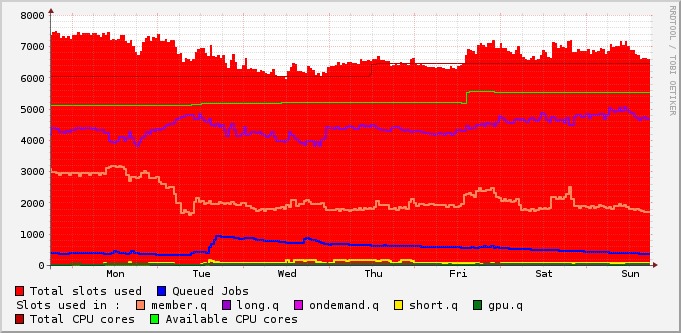 8000
7000
6000
5000
4000
3000
2000
1000
0
Mon Tue Wed Thu Fri Sat Sun
RRDTOOL / TOBI OETIKER
Total slots used Queued Jobs
Slots used in : member.q long.q ondemand.q short.q gpu.q
Total CPU cores Available CPU cores